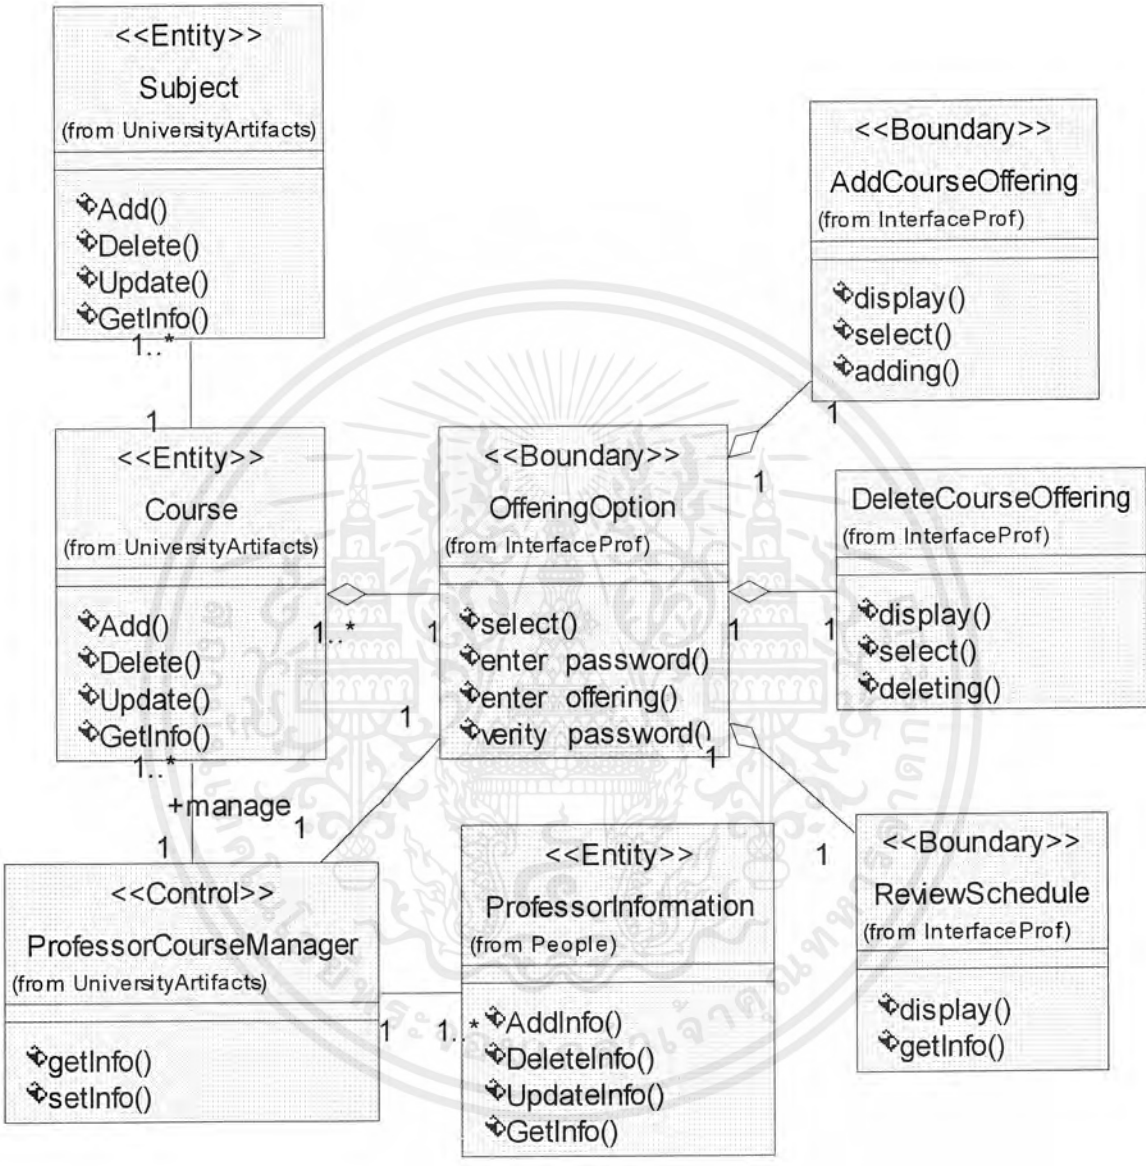 <<Entity>>
Subject
(from UniversityArtifacts)
Add()
Delete()
Update()
GetInfo()
1..*
1
<<Entity>>
Course
(from UniversityArtifacts)
Add()
Delete()
Update()
GetInfo()
1..*
1..*
+manage
1
<<Boundary>>
OfferingOption
(from InterfaceProf)
select()
enter password()
enter offering()
verity password()
1
1
1
1
1
1
<<Boundary>>
AddCourseOffering
(from InterfaceProf)
display()
select()
adding()
1
DeleteCourseOffering
(from InterfaceProf)
display()
select()
deleting()
1
<<Control>>
ProfessorCourseManager
(from UniversityArtifacts)
getInfo()
setInfo()
1
1..*
<<Entity>>
ProfessorInformation
(from People)
AddInfo()
DeleteInfo()
UpdateInfo()
GetInfo()
<<Boundary>>
ReviewSchedule
(from InterfaceProf)
display()
getInfo()
1